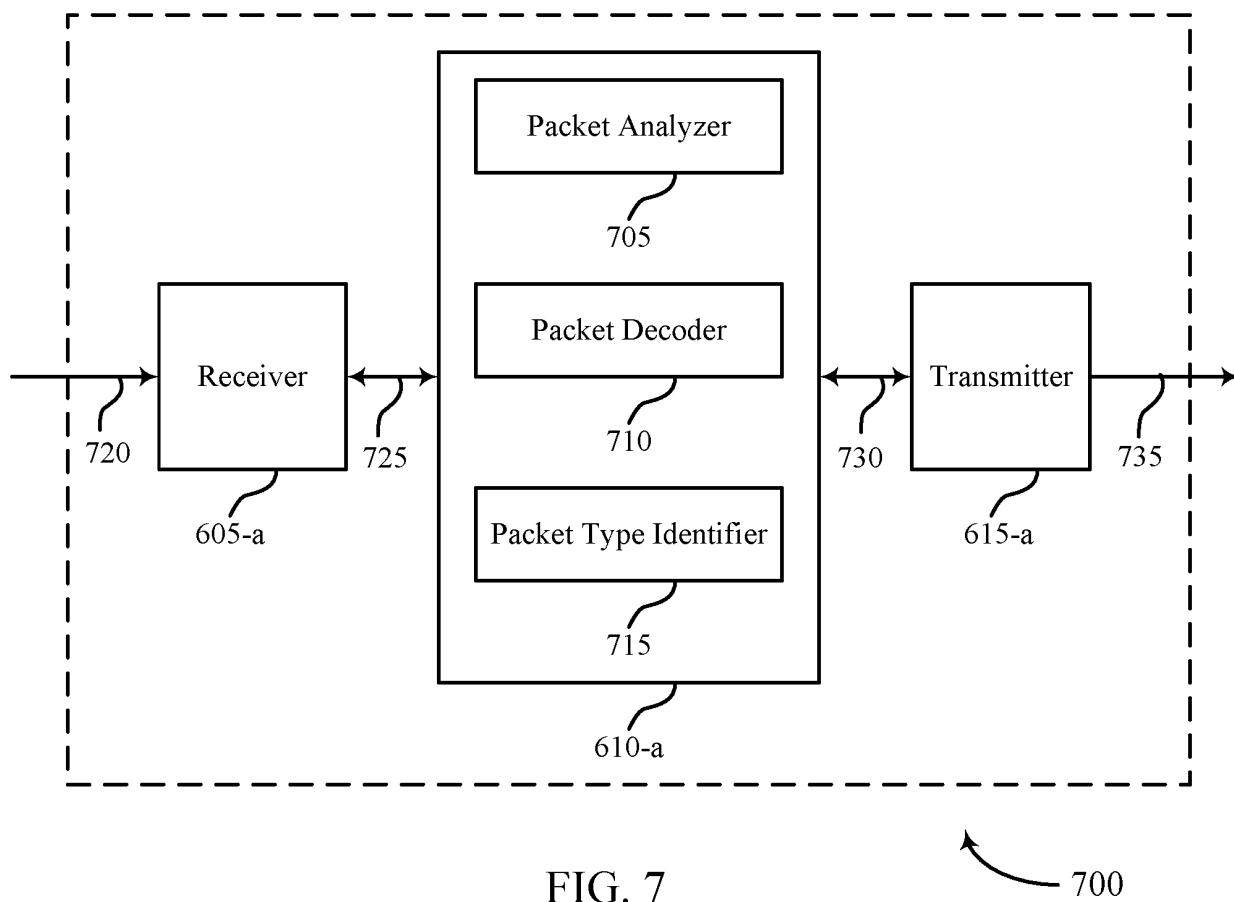 Packet Analyzer
705
Packet Decoder
710
Packet Type Identifier
715
610-a
Receiver
605-a
720
725
Transmitter
615-a
730
735
FIG. 7
700